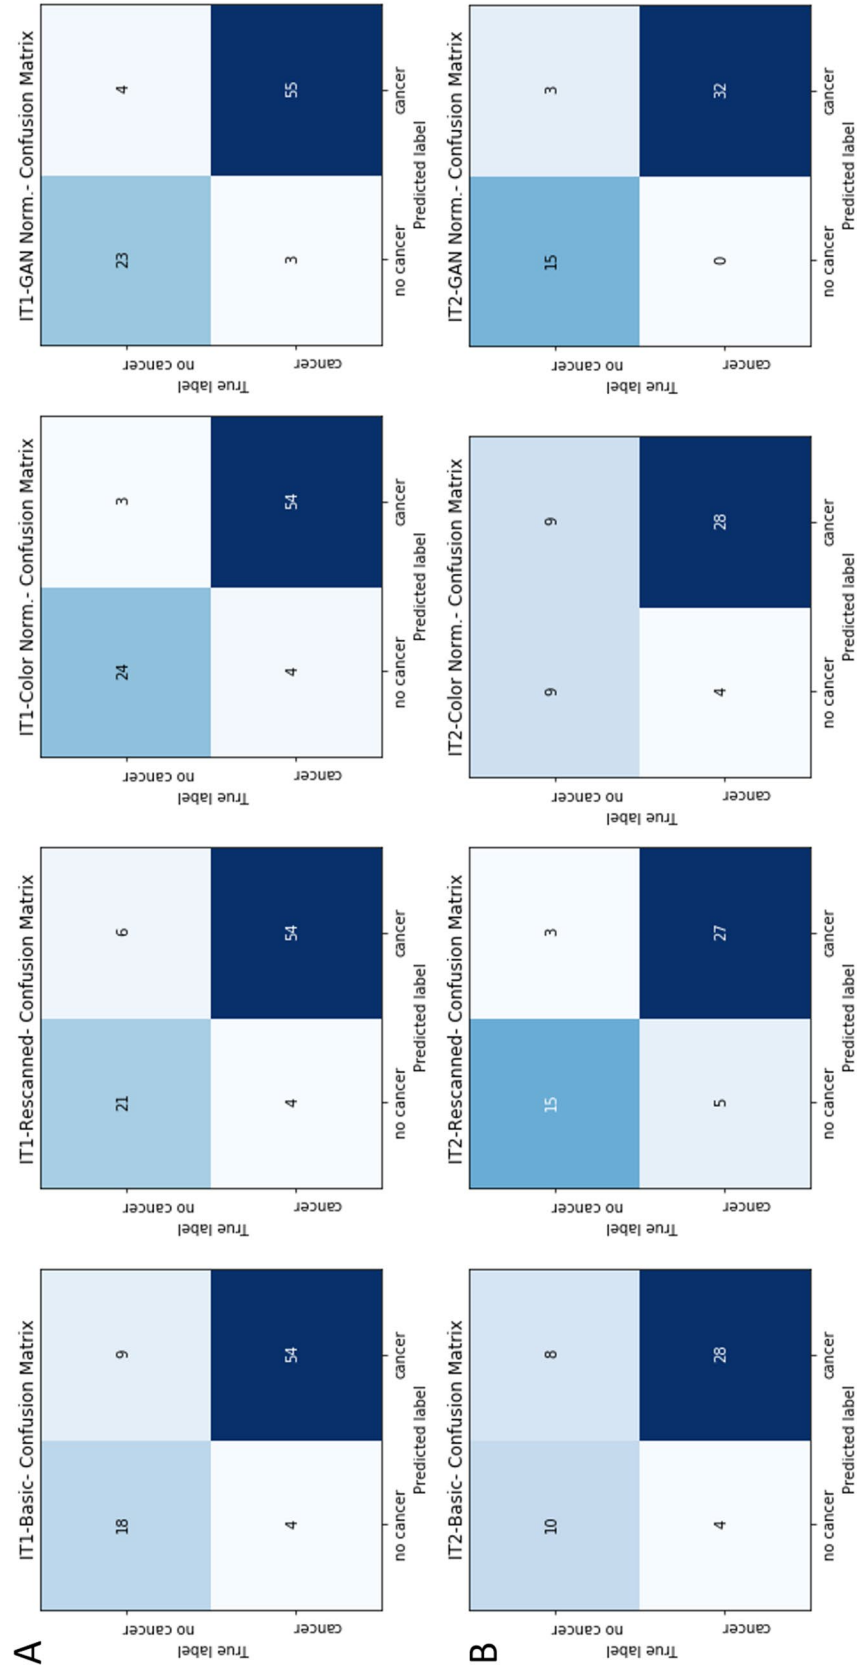 A
IT1-Basic- Confusion Matrix
True label
no cancer
cancer
18
9
4
54
no cancer
cancer
Predicted label
IT1-Rescanned- Confusion Matrix
True label
no cancer
cancer
21
6
4
54
no cancer
cancer
Predicted label
IT1-Color Norm.- Confusion Matrix
True label
no cancer
cancer
24
3
4
54
no cancer
cancer
Predicted label
IT1-GAN Norm.- Confusion Matrix
True label
no cancer
cancer
23
4
3
55
no cancer
cancer
Predicted label
B
IT2-Basic- Confusion Matrix
True label
no cancer
cancer
10
8
4
28
no cancer
cancer
Predicted label
IT2-Rescanned- Confusion Matrix
True label
no cancer
cancer
15
3
5
27
no cancer
cancer
Predicted label
IT2-Color Norm.- Confusion Matrix
True label
no cancer
cancer
9
9
4
28
no cancer
cancer
Predicted label
IT2-GAN Norm.- Confusion Matrix
True label
no cancer
cancer
15
3
0
32
no cancer
cancer
Predicted label